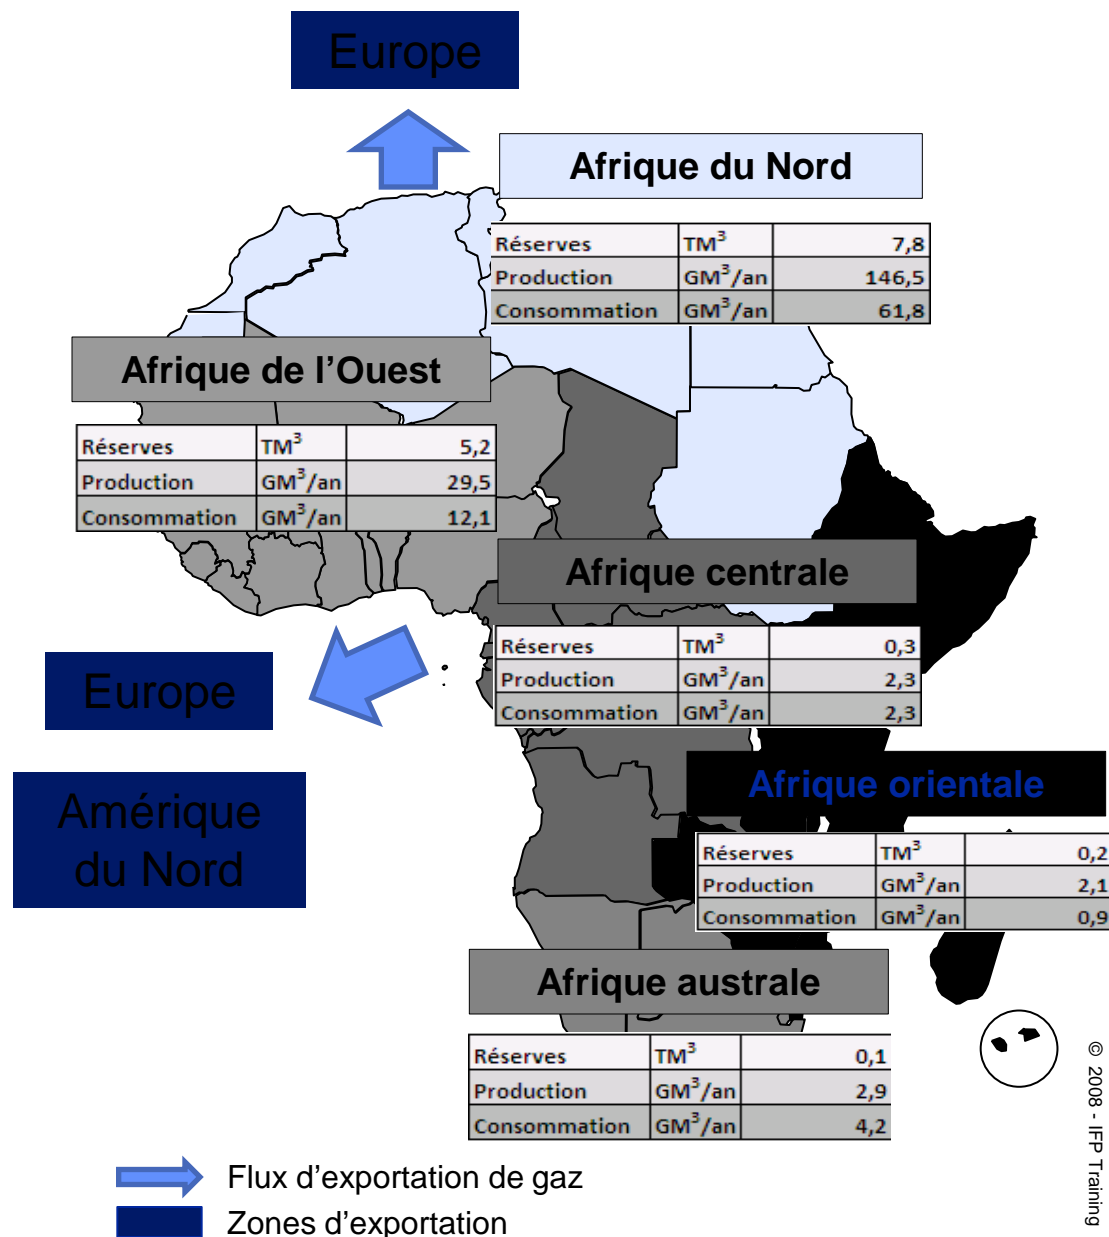 Europe
Afrique du Nord
Réserves TM³ 7,8
Production GM³/an 146,5
Consommation GM³/an 61,8
Afrique de l’Ouest
Réserves TM³ 5,2
Production GM³/an 29,5
Consommation GM³/an 12,1
Afrique centrale
Réserves TM³ 0,3
Production GM³/an 2,3
Consommation GM³/an 2,3
Europe
Amérique
du Nord
Afrique orientale
Réserves TM³ 0,2
Production GM³/an 2,1
Consommation GM³/an 0,9
Afrique australe
Réserves TM³ 0,1
Production GM³/an 2,9
Consommation GM³/an 4,2
Flux d’exportation de gaz
Zones d’exportation
© 2008 - IFP Training